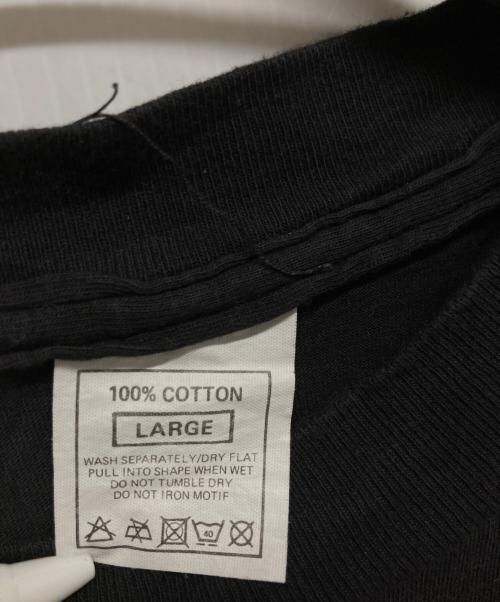 100% COTTON
LARGE
WASH SEPARATELY/DRY FLAT
PULL INTO SHAPE WHEN WET
DO NOT TUMBLE DRY
DO NOT IRON MOTIF
40